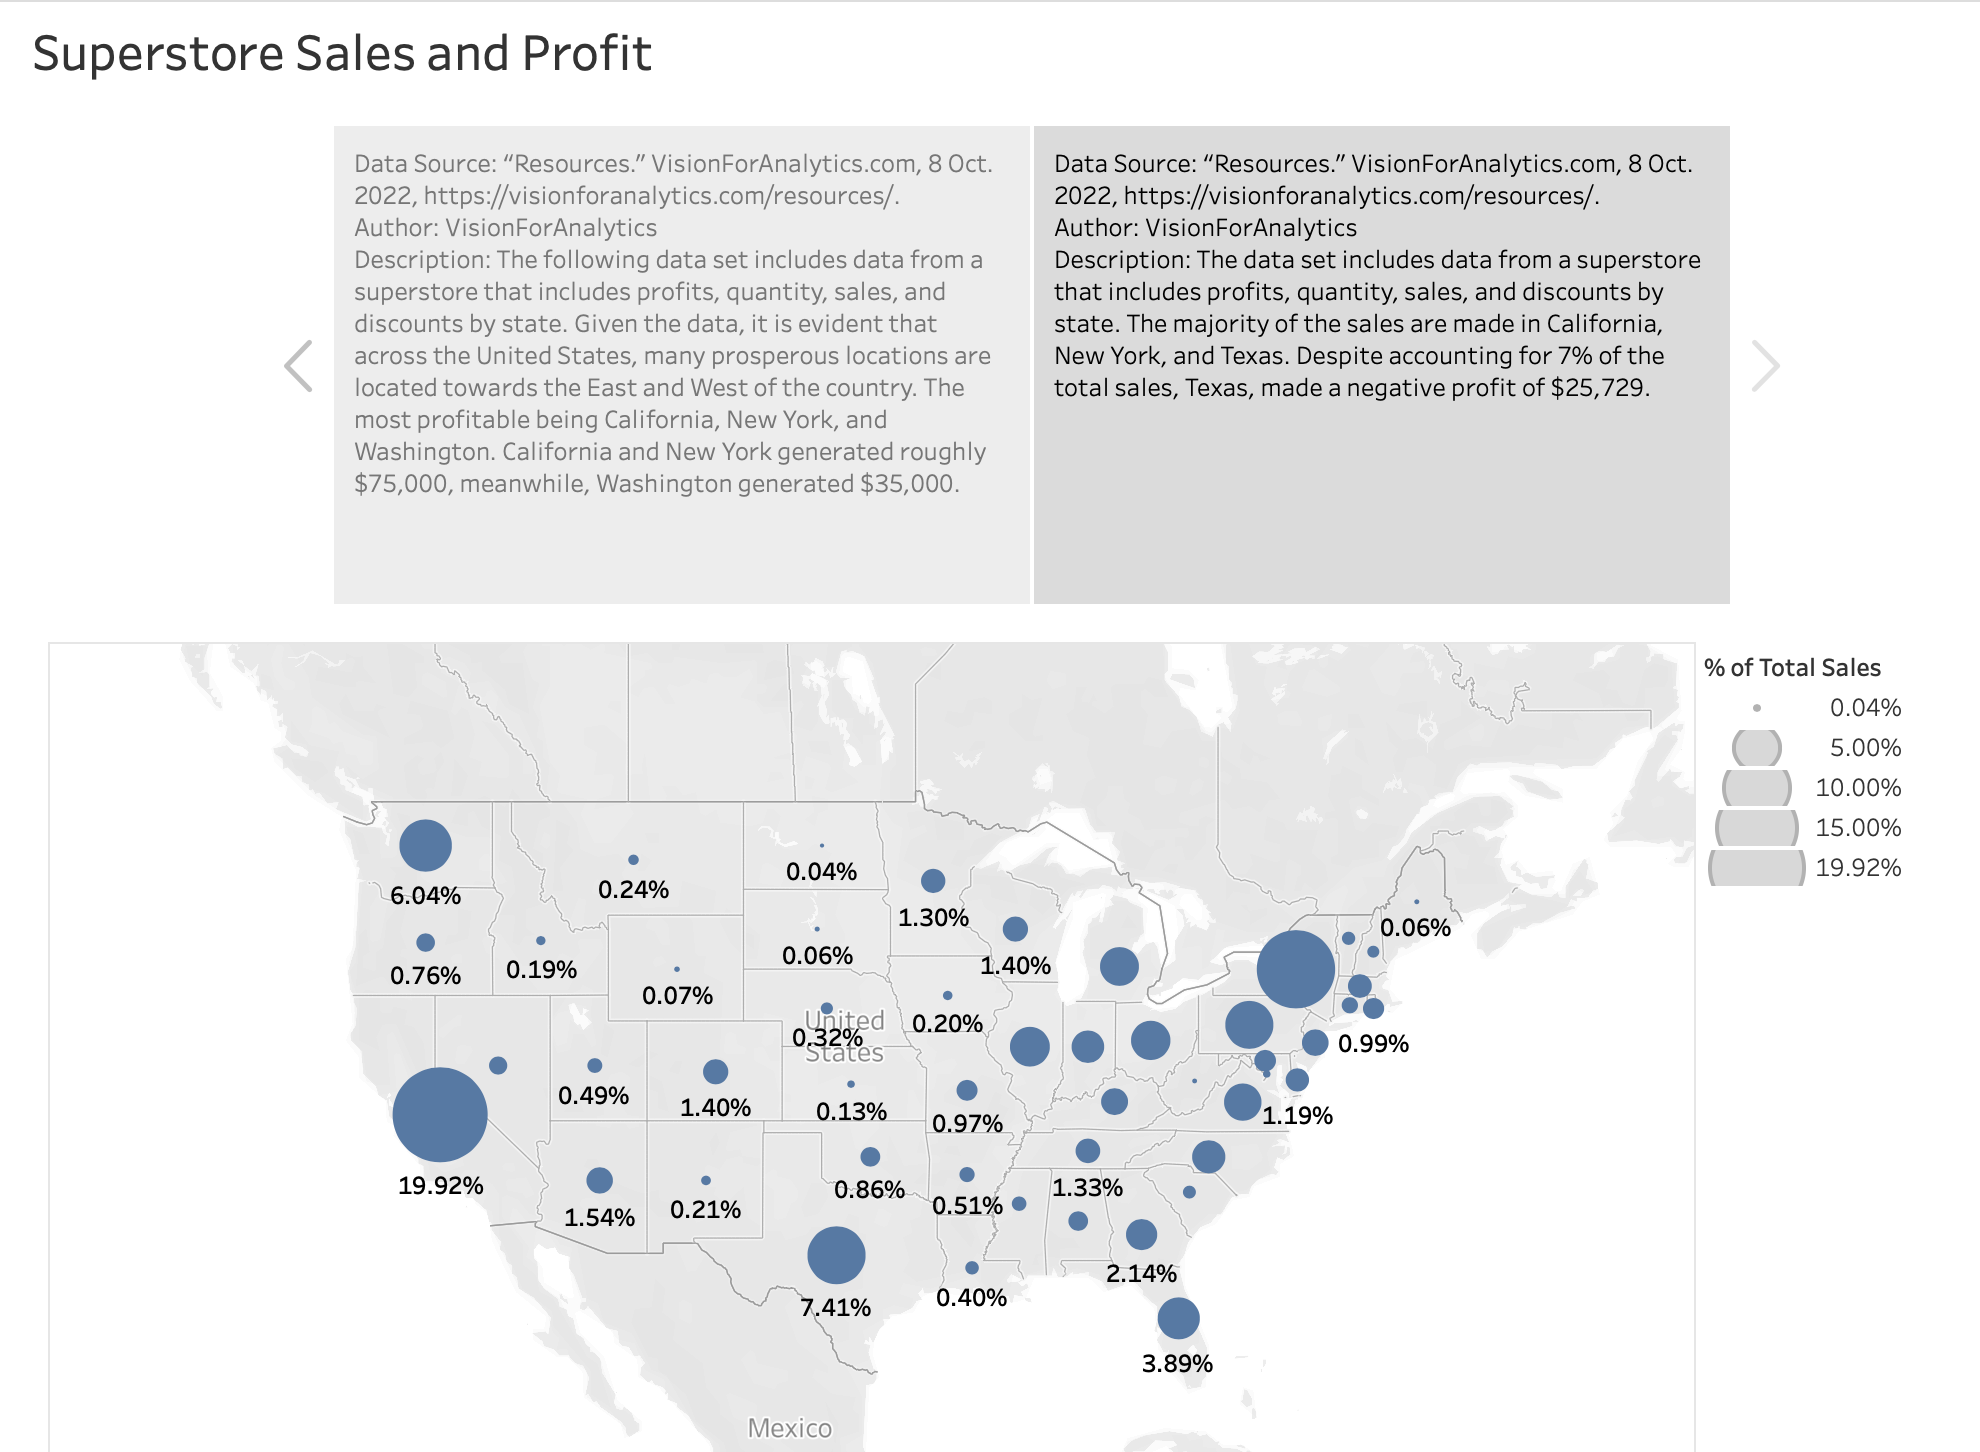 Superstore Sales and Profit
Data Source: “Resources.” VisionForAnalytics.com, 8 Oct.
2022, https://visionforanalytics.com/resources/.
Author: VisionForAnalytics
Description: The following data set includes data from a
superstore that includes profits, quantity, sales, and
discounts by state. Given the data, it is evident that
across the United States, many prosperous locations are
located towards the East and West of the country. The
most profitable being California, New York, and
Washington. California and New York generated roughly
$75,000, meanwhile, Washington generated $35,000.
Data Source: “Resources.” VisionForAnalytics.com, 8 Oct.
2022, https://visionforanalytics.com/resources/.
Author: VisionForAnalytics
Description: The data set includes data from a superstore
that includes profits, quantity, sales, and discounts by
state. The majority of the sales are made in California,
New York, and Texas. Despite accounting for 7% of the
total sales, Texas, made a negative profit of $25,729.
% of Total Sales
0.04%
5.00%
10.00%
15.00%
19.92%
6.04%
0.24%
0.04%
1.30%
0.06%
0.76%
0.19%
0.07%
0.06%
1.40%
United
States
0.32%
0.20%
0.99%
0.49%
1.40%
0.13%
0.97%
1.19%
19.92%
1.54%
0.21%
0.86%
0.51%
1.33%
7.41%
0.40%
2.14%
3.89%
Mexico